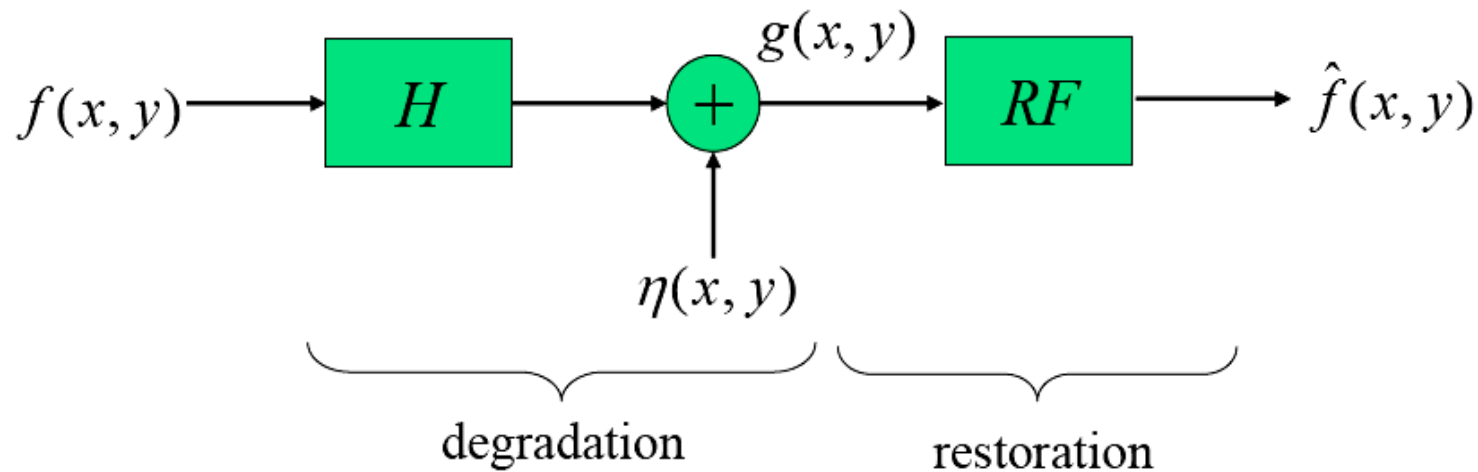 f(x, y)
H
+
g(x, y)
RF
f̂(x, y)
η(x, y)
degradation
restoration